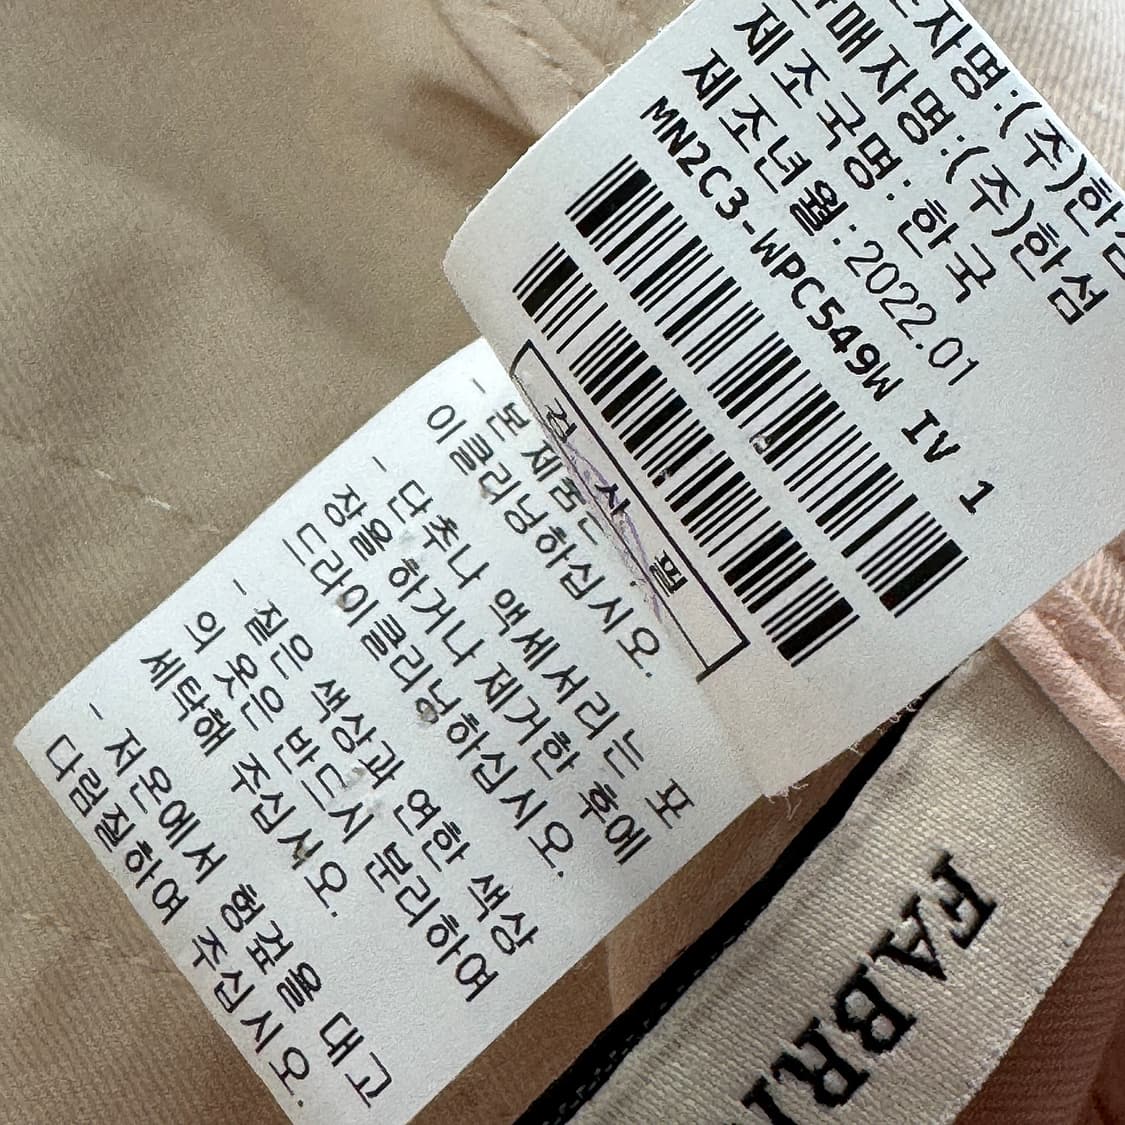 자명:(주)한섬
매자명:(주)한섬
제조국명:한국
제조년월:2022.01
MN2C3-WPC549W IV 1
검 사 필
- 본 제품은
이클리닝하십시오.
- 단추나 액세서리는 포
장을 하거나 제거한 후에
드라이클리닝하십시오.
- 짙은 색상과 연한 색상
의 옷은 반드시 분리하여
세탁해 주십시오.
- 저온에서 헝겊을 대고
다림질하여 주십시오.
FABRI